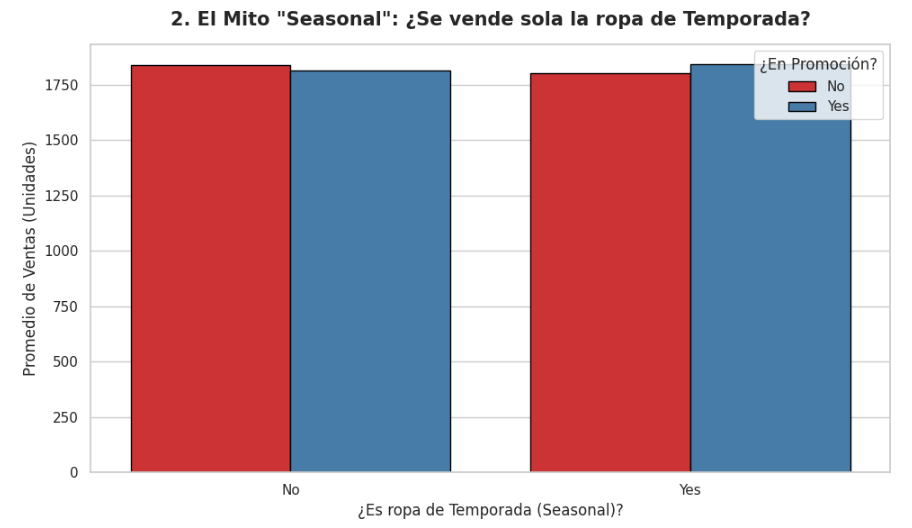 2. El Mito "Seasonal": ¿Se vende sola la ropa de Temporada?
¿En Promoción?
No
Yes
1750
1500
1250
1000
750
500
250
0
Promedio de Ventas (Unidades)
No
Yes
¿Es ropa de Temporada (Seasonal)?